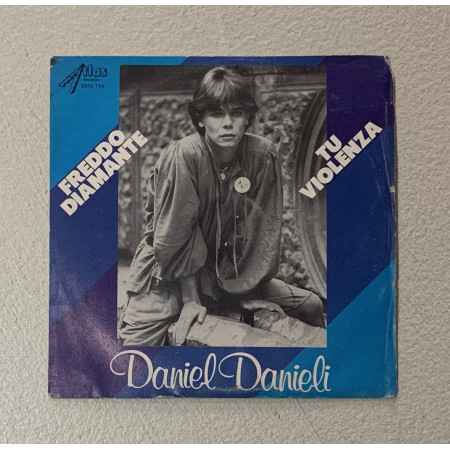 Atlas
FREDDO
DIAMANTE
TU
VIOLENZA
Daniel Danieli